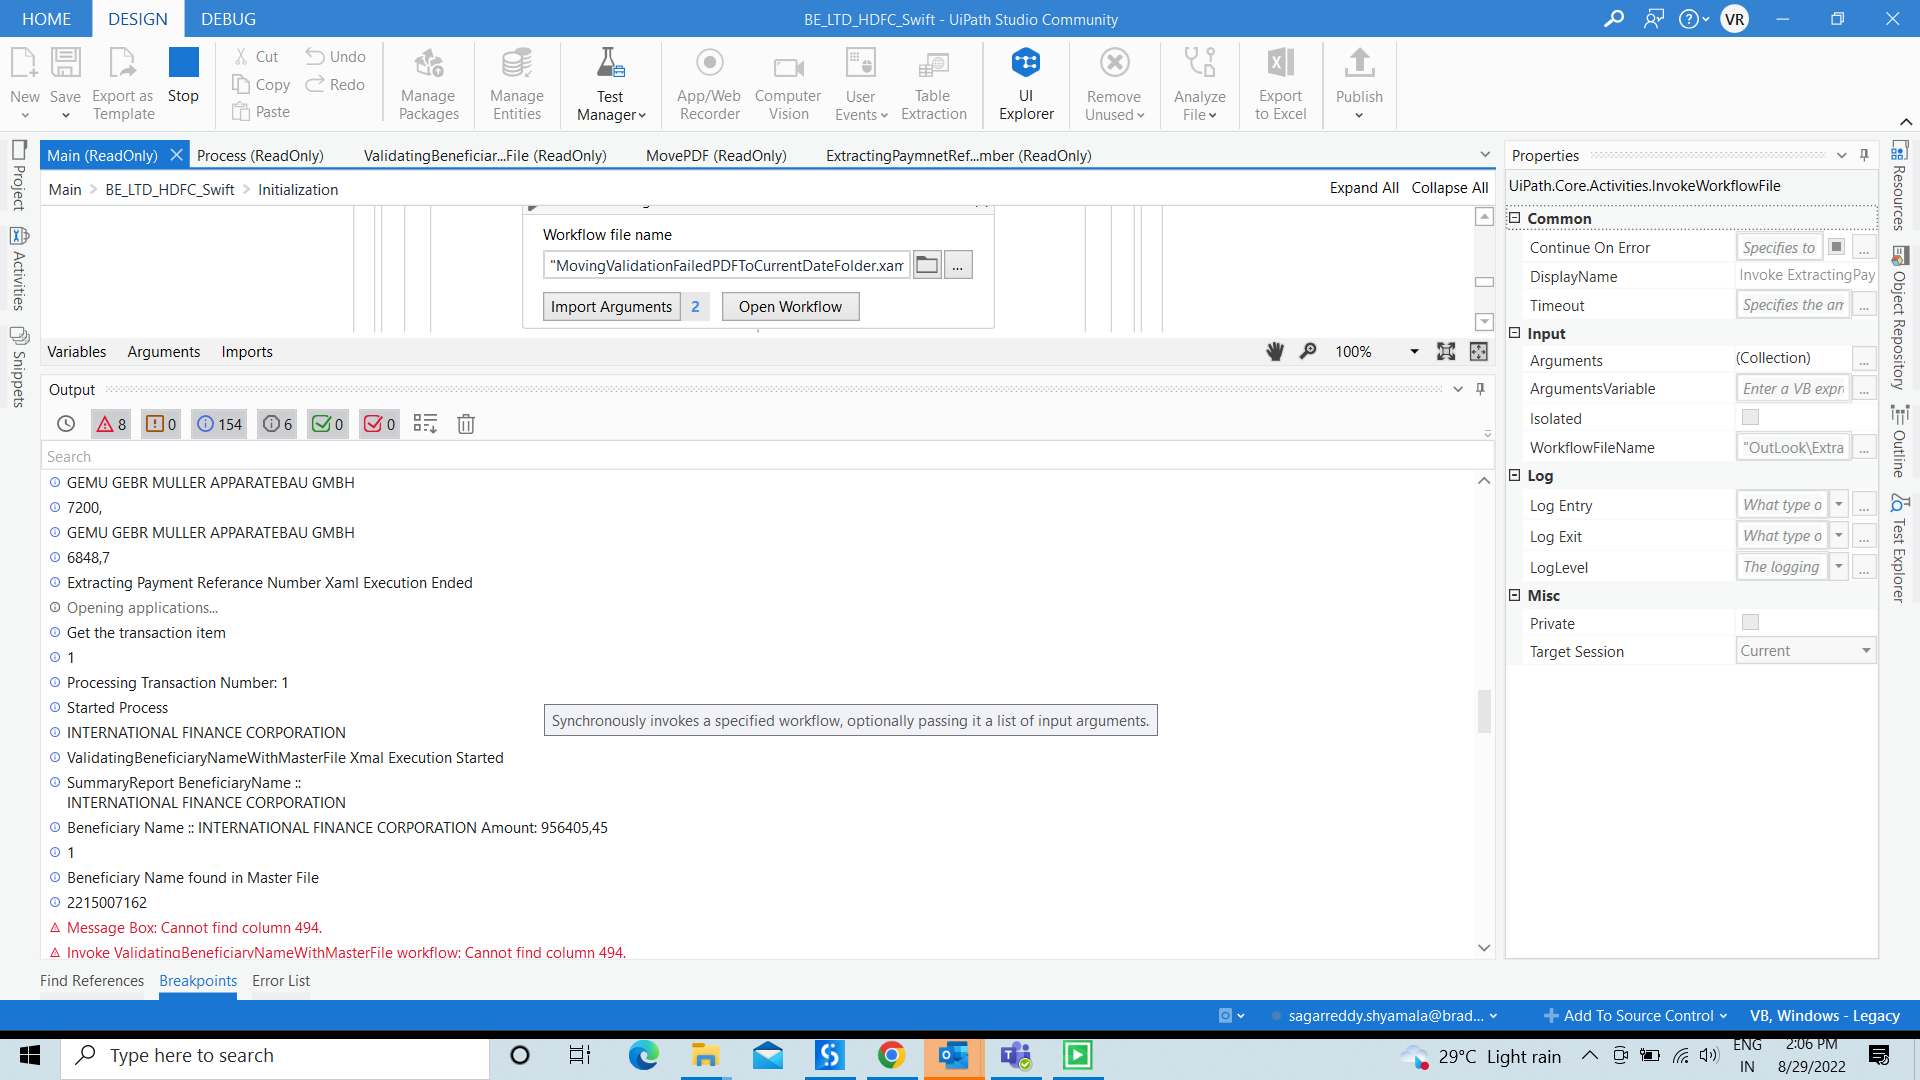 HOME
DESIGN
DEBUG
BE_LTD_HDFC_Swift - UiPath Studio Community
VR
New
Save
Export as Template
Stop
Cut
Copy
Paste
Undo
Redo
Manage Packages
Manage Entities
Test Manager
App/Web Recorder
Computer Vision
User Events
Table Extraction
UI Explorer
Remove Unused
Analyze File
Export to Excel
Publish
Main (ReadOnly)
Process (ReadOnly)
ValidatingBeneficiar...File (ReadOnly)
MovePDF (ReadOnly)
ExtractingPaymnetRef...mber (ReadOnly)
Main
BE_LTD_HDFC_Swift
Initialization
Expand All
Collapse All
Project
Activities
Snippets
Workflow file name
"MovingValidationFailedPDFToCurrentDateFolder.xam
...
Import Arguments
2
Open Workflow
Variables
Arguments
Imports
100%
Output
8
0
154
6
0
0
Search
GEMU GEBR MULLER APPARATEBAU GMBH
7200,
GEMU GEBR MULLER APPARATEBAU GMBH
6848,7
Extracting Payment Referance Number Xaml Execution Ended
Opening applications...
Get the transaction item
1
Processing Transaction Number: 1
Started Process
INTERNATIONAL FINANCE CORPORATION
Synchronously invokes a specified workflow, optionally passing it a list of input arguments.
ValidatingBeneficiaryNameWithMasterFile Xmal Execution Started
SummaryReport BeneficiaryName ::
INTERNATIONAL FINANCE CORPORATION
Beneficiary Name :: INTERNATIONAL FINANCE CORPORATION Amount: 956405,45
1
Beneficiary Name found in Master File
2215007162
Message Box: Cannot find column 494.
Invoke ValidatingBeneficiaryNameWithMasterFile workflow: Cannot find column 494.
Find References
Breakpoints
Error List
Properties
UiPath.Core.Activities.InvokeWorkflowFile
Common
Continue On Error
Specifies to
...
DisplayName
Invoke ExtractingPay
Timeout
Specifies the am
...
Input
Arguments
(Collection)
...
ArgumentsVariable
Enter a VB expre
...
Isolated
WorkflowFileName
"OutLook\Extra
...
Log
Log Entry
What type o
...
Log Exit
What type o
...
LogLevel
The logging
...
Misc
Private
Target Session
Current
Resources
Object Repository
Outline
Test Explorer
sagarreddy.shyamala@brad...
Add To Source Control
VB, Windows - Legacy
Type here to search
29°C Light rain
ENG
IN
2:06 PM
8/29/2022